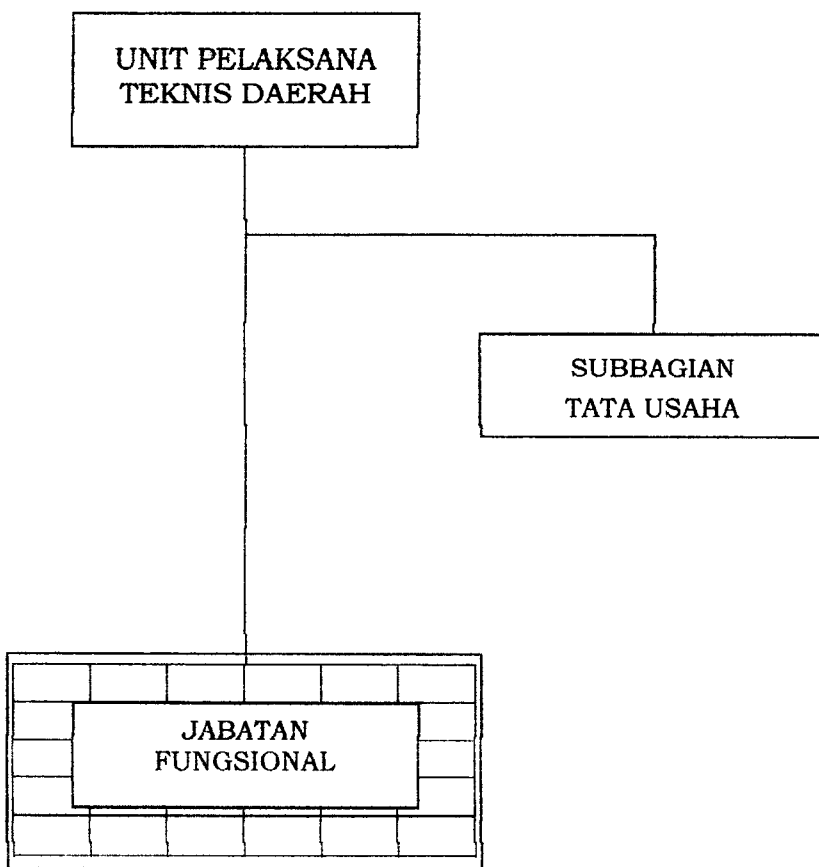 UNIT PELAKSANA
TEKNIS DAERAH
SUBBAGIAN
TATA USAHA
JABATAN
FUNGSIONAL